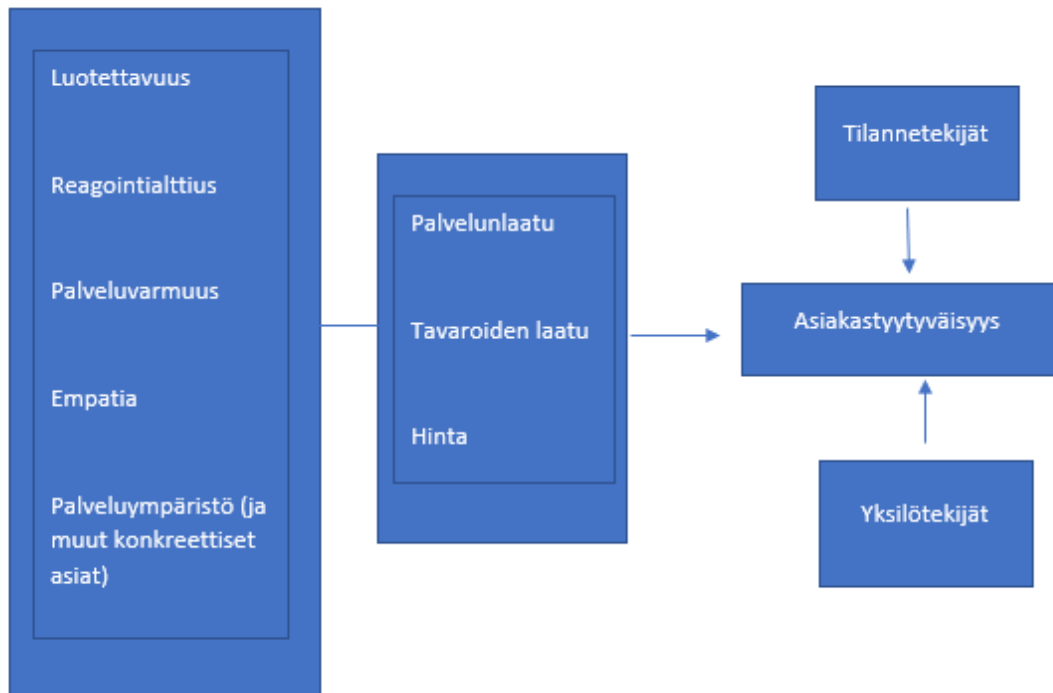 Luotettavuus
Reagointialttius
Palveluvarmuus
Empatia
Palveluympäristö (ja
muut konkreettiset
asiat)
Palvelunlaatu
Tavaroiden laatu
Hinta
Tilannetekijät
Asiakastyytyväisyys
Yksilötekijät